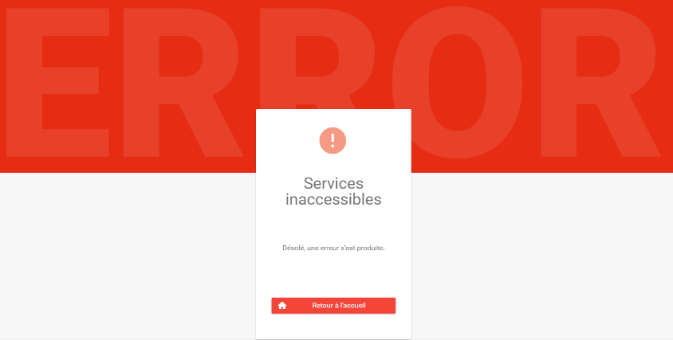 ERROR
Services
inaccessibles
Désolé, une erreur s'est produite.
Retour à l'accueil